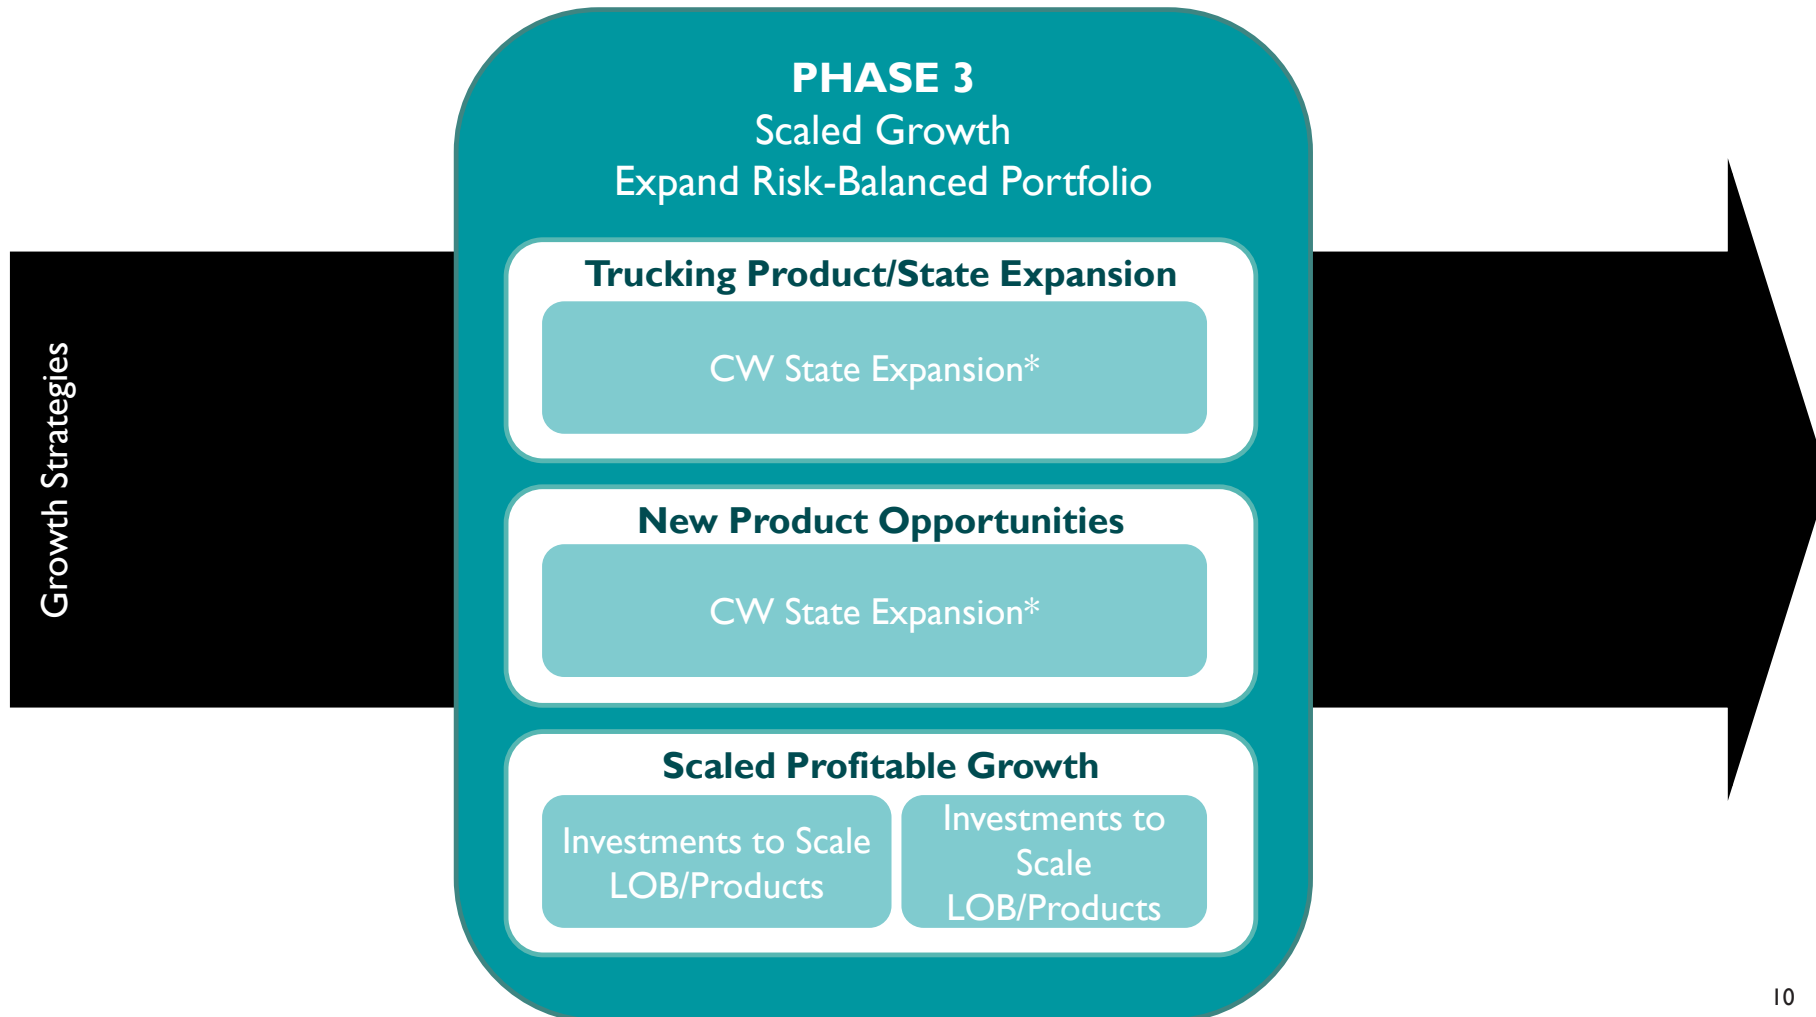 PHASE 3
Scaled Growth
Expand Risk-Balanced Portfolio
Growth Strategies
Trucking Product/State Expansion
CW State Expansion*
New Product Opportunities
CW State Expansion*
Scaled Profitable Growth
Investments to Scale
LOB/Products
Investments to
Scale
LOB/Products
10